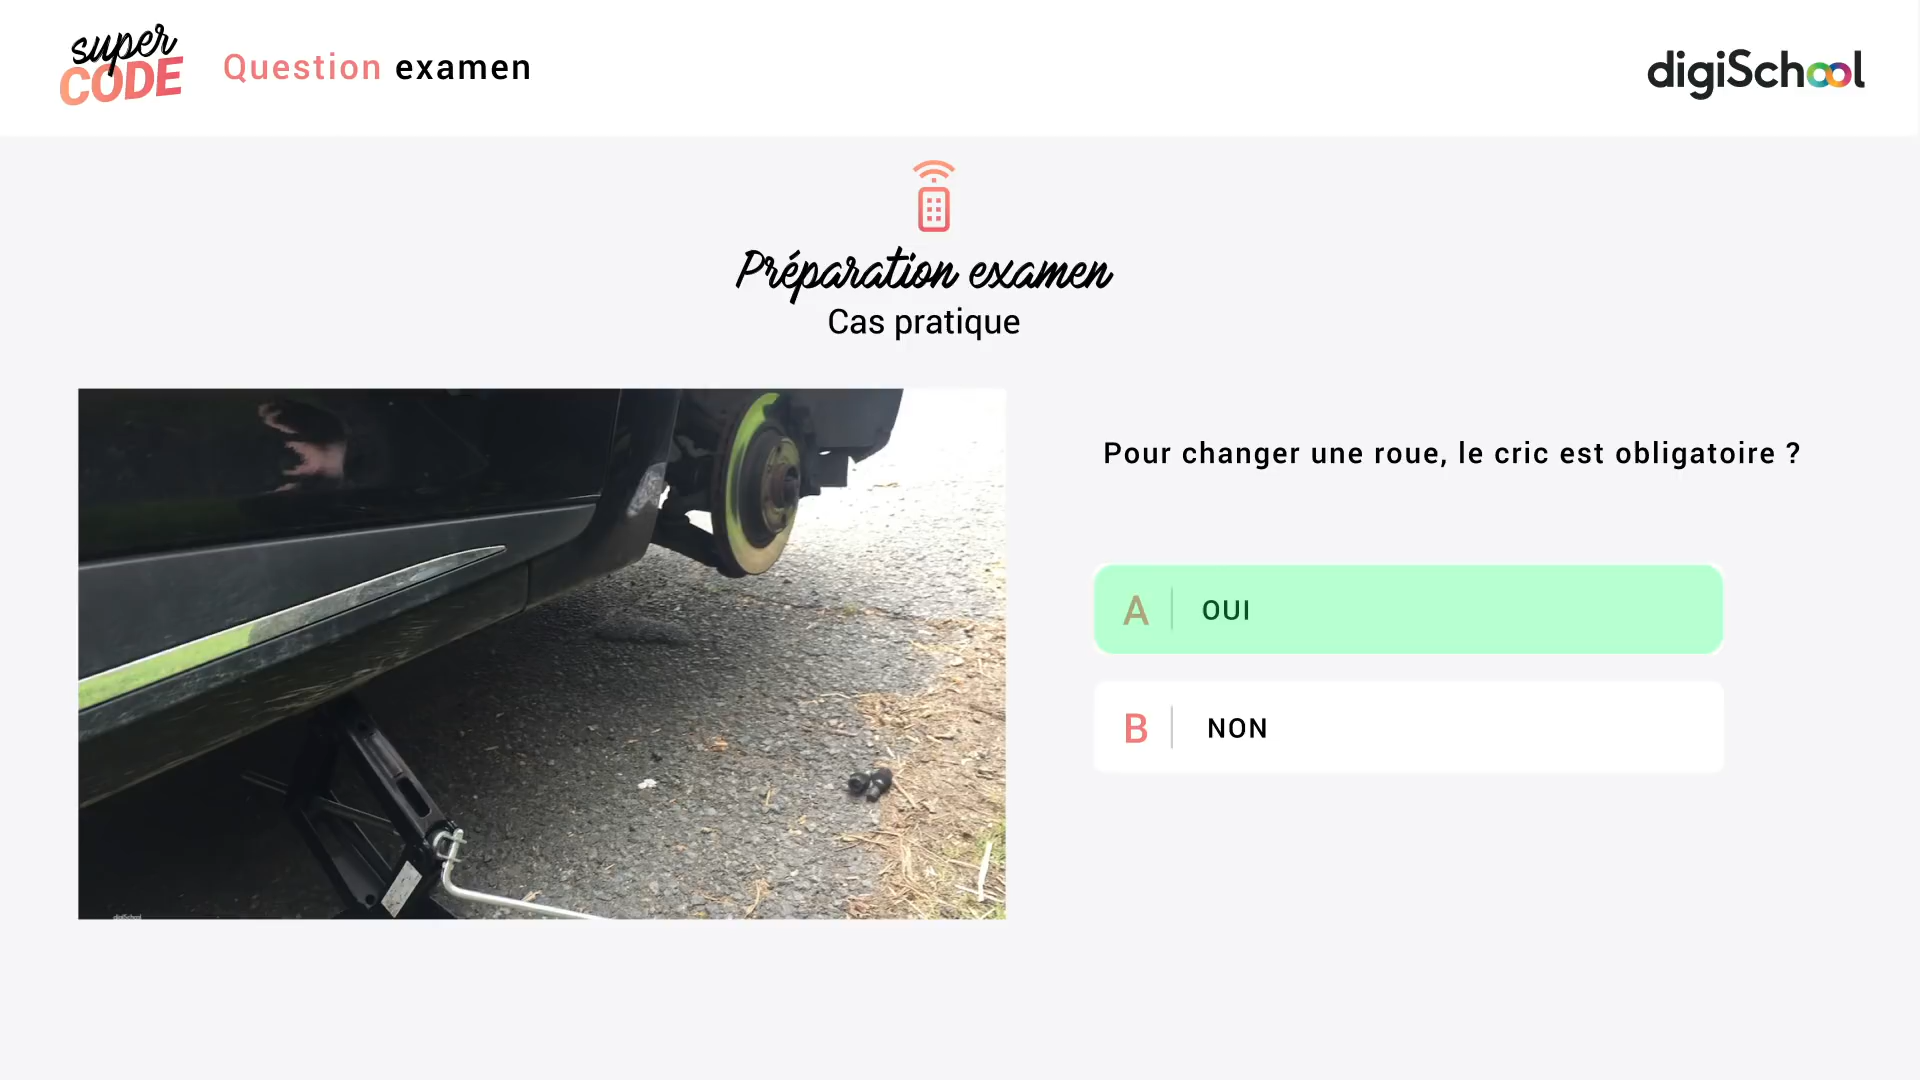 super
CODE
Question examen
digiSchool
Préparation examen
Cas pratique
Pour changer une roue, le cric est obligatoire ?
A OUI
B NON
digiSchool